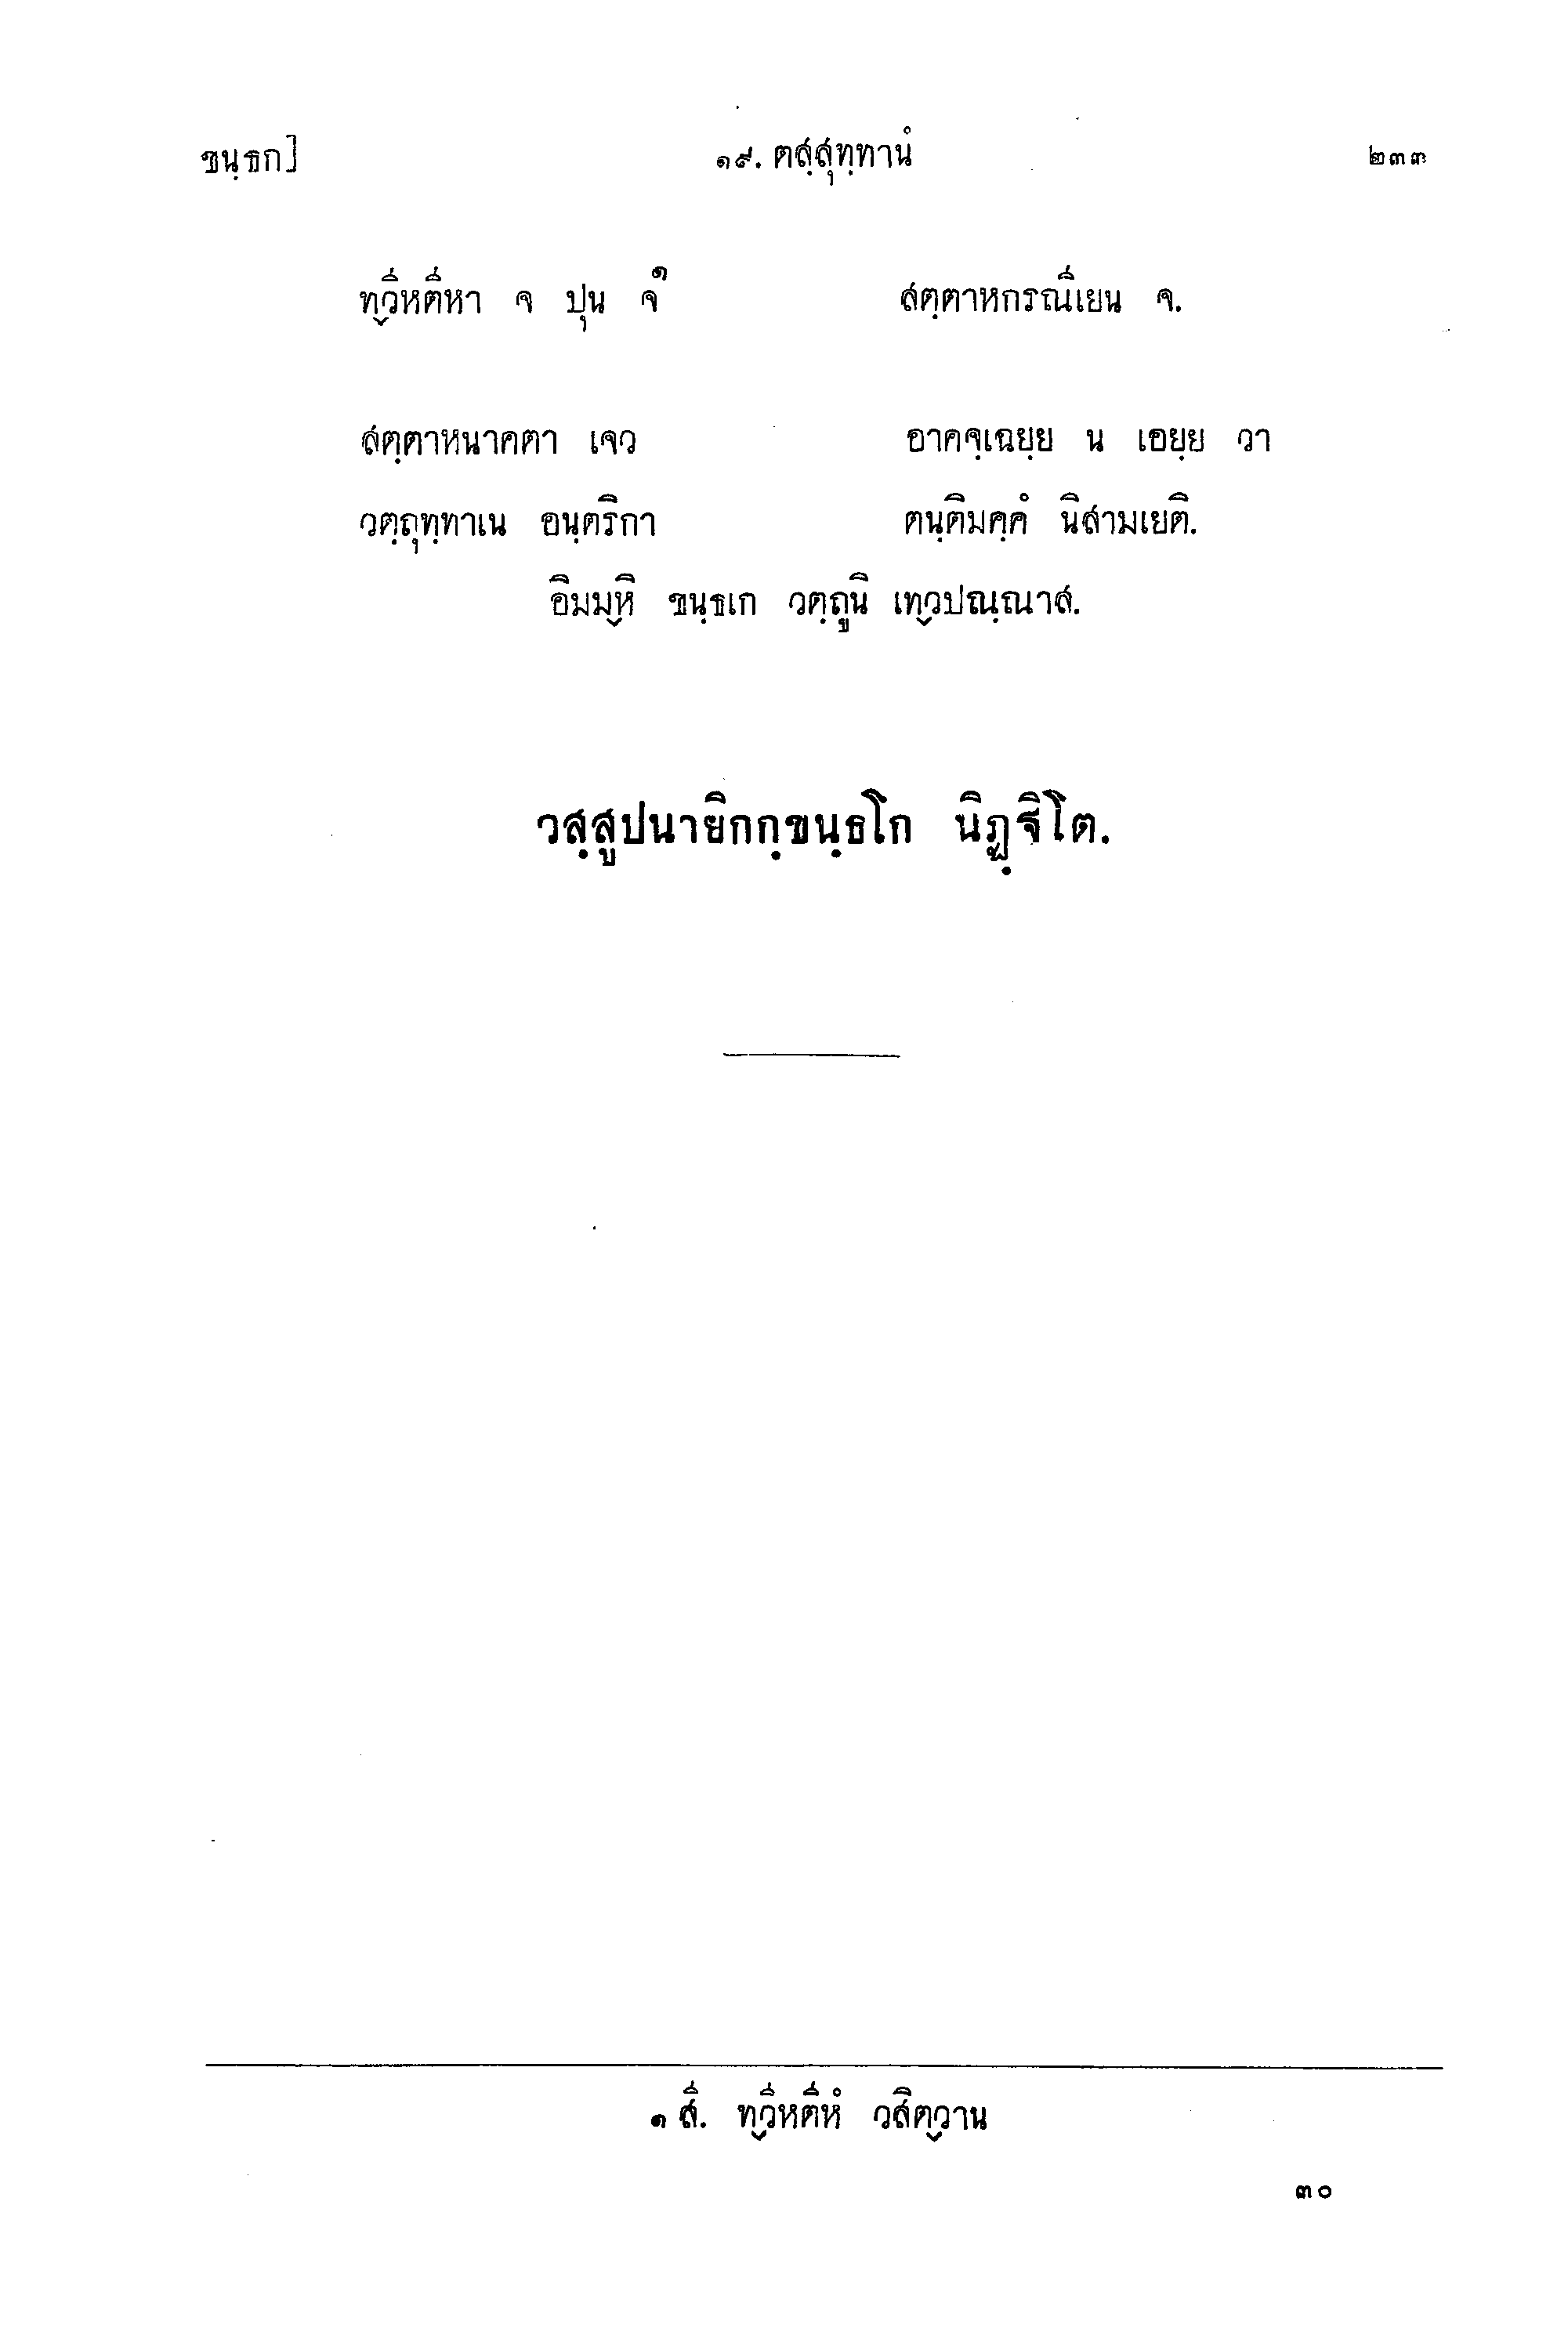 ขนฺธก] ๑๙. ตสฺสุทฺทานํ ๒๓๓
ทฺวีหตีหา จ ปุน จ๑ สตฺตาหกรณีเยน จ.
สตฺตาหนาคตา เจว อาคจฺเฉยฺย น เอยฺย วา
วตฺถุทฺทาเน อนฺตริกา ตนฺติมคฺคํ นิสามเยติ.
อิมมฺหิ ขนฺธเก วตฺถูนิ เทฺวปณฺณาส.
วสฺสูปนายิกกฺขนฺธโก นิฏฺฐิโต.
๑ สี. ทฺวีหตีหํ วสิตฺวาน
๓๐